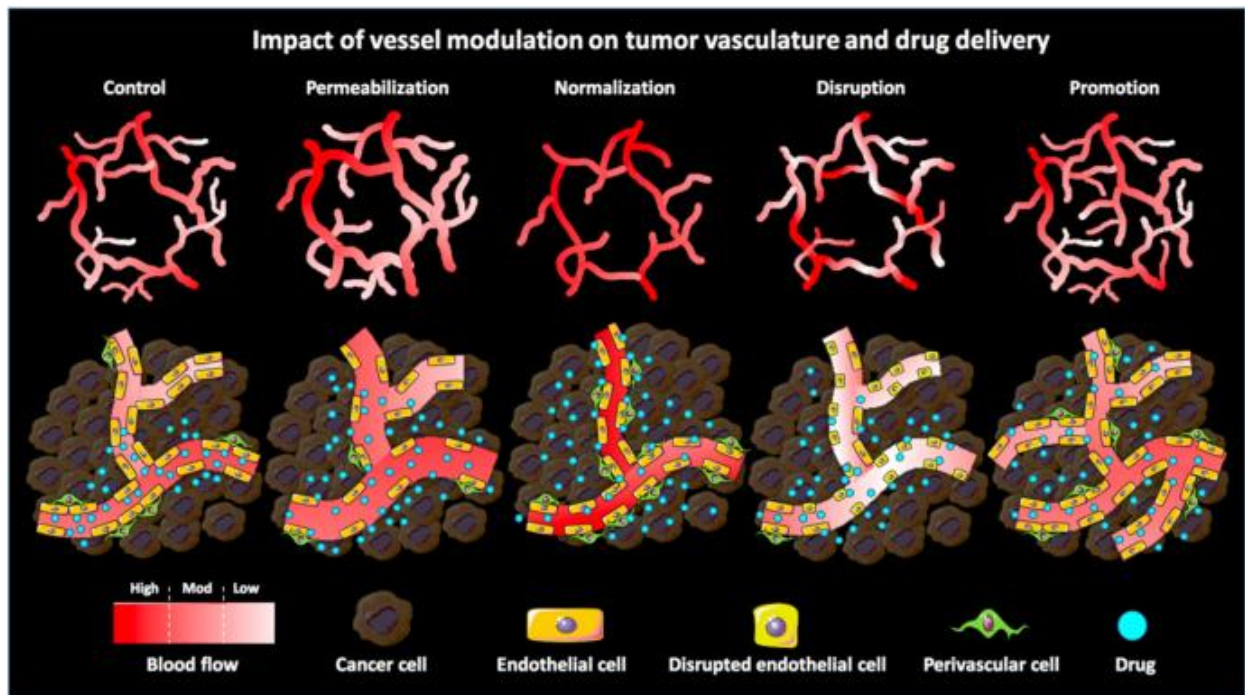 Impact of vessel modulation on tumor vasculature and drug delivery
Control Permeabilization Normalization Disruption Promotion
High Mod Low
Blood flow Cancer cell Endothelial cell Disrupted endothelial cell Perivascular cell Drug